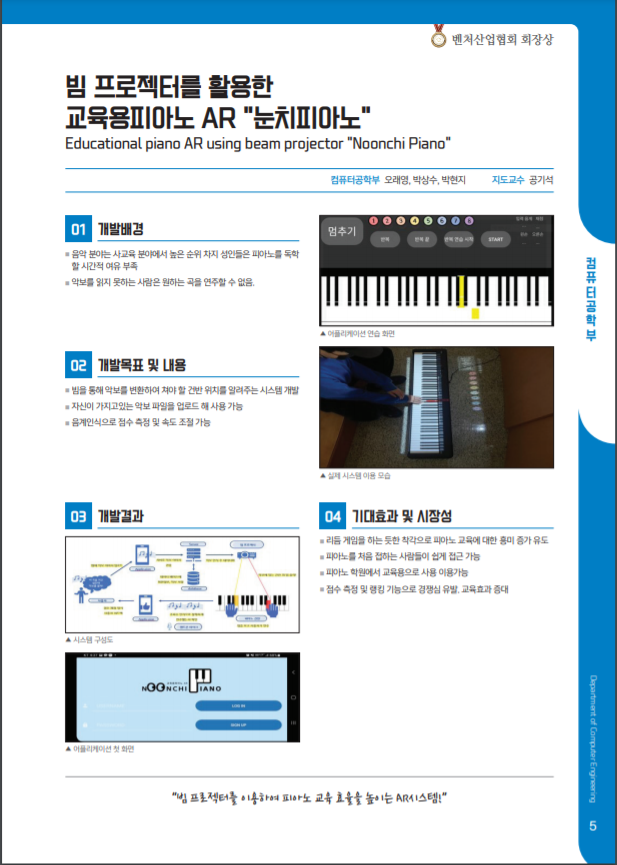 벤처산업협회 회장상
빔 프로젝터를 활용한
교육용피아노 AR "눈치피아노"
Educational piano AR using beam projector "Noonchi Piano"
컴퓨터공학부 오래영, 박상수, 박현지 지도교수 공기석
01 개발배경
■ 음악 분야는 사교육 분야에서 높은 순위 차지 성인들은 피아노를 독학
할 시간적 여유 부족
■ 악보를 읽지 못하는 사람은 원하는 곡을 연주할 수 없음.
멈추기
1 2 3 4 5 6 7 8
반복 반복 끝 반복 연습 시작 START
▲ 어플리케이션 연습 화면
02 개발목표 및 내용
■ 빔을 통해 악보를 변환하여 쳐야 할 건반 위치를 알려주는 시스템 개발
■ 자신이 가지고있는 악보 파일을 업로드 해 사용 가능
■ 음계인식으로 점수 측정 및 속도 조절 가능
▲ 실제 시스템 이용 모습
03 개발결과
▲ 시스템 구성도
NOONCHI PIANO
LOG IN
SIGN UP
▲ 어플리케이션 첫 화면
04 기대효과 및 시장성
■ 리듬 게임을 하는 듯한 착각으로 피아노 교육에 대한 흥미 증가 유도
■ 피아노를 처음 접하는 사람들이 쉽게 접근 가능
■ 피아노 학원에서 교육용으로 사용 이용가능
■ 점수 측정 및 랭킹 기능으로 경쟁심 유발, 교육효과 증대
"빔 프로젝터를 이용하여 피아노 교육 효율을 높이는 AR시스템!"
컴퓨터공학부
Department of Computer Engineering
5